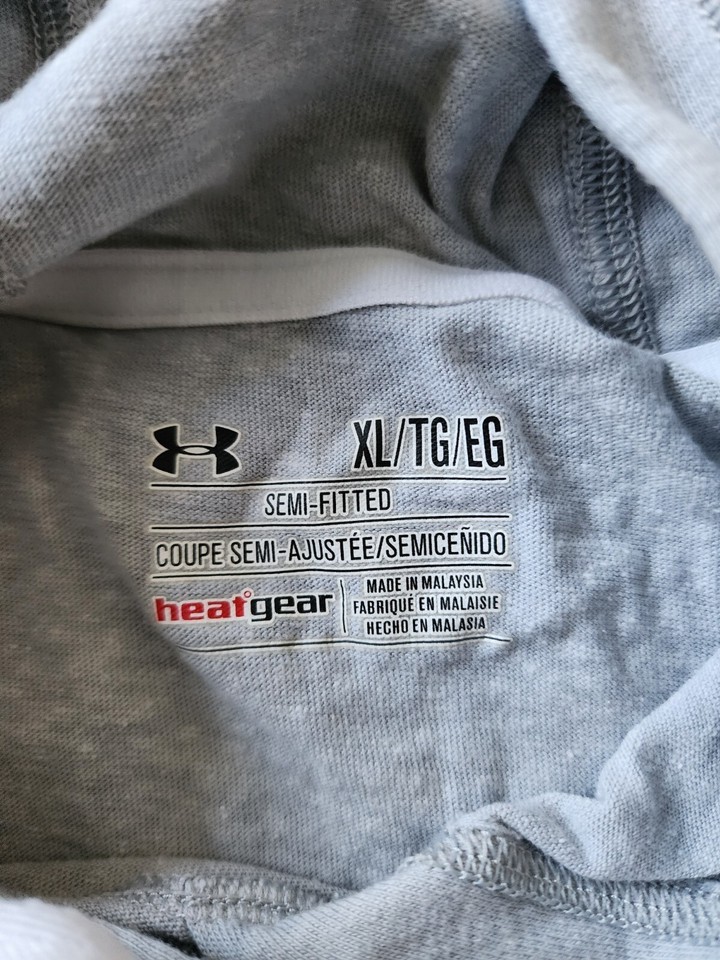 XL/TG/EG
SEMI-FITTED
COUPE SEMI-AJUSTÉE/SEMICEÑIDO
heatgear
MADE IN MALAYSIA
FABRIQUÉ EN MALAISIE
HECHO EN MALASIA